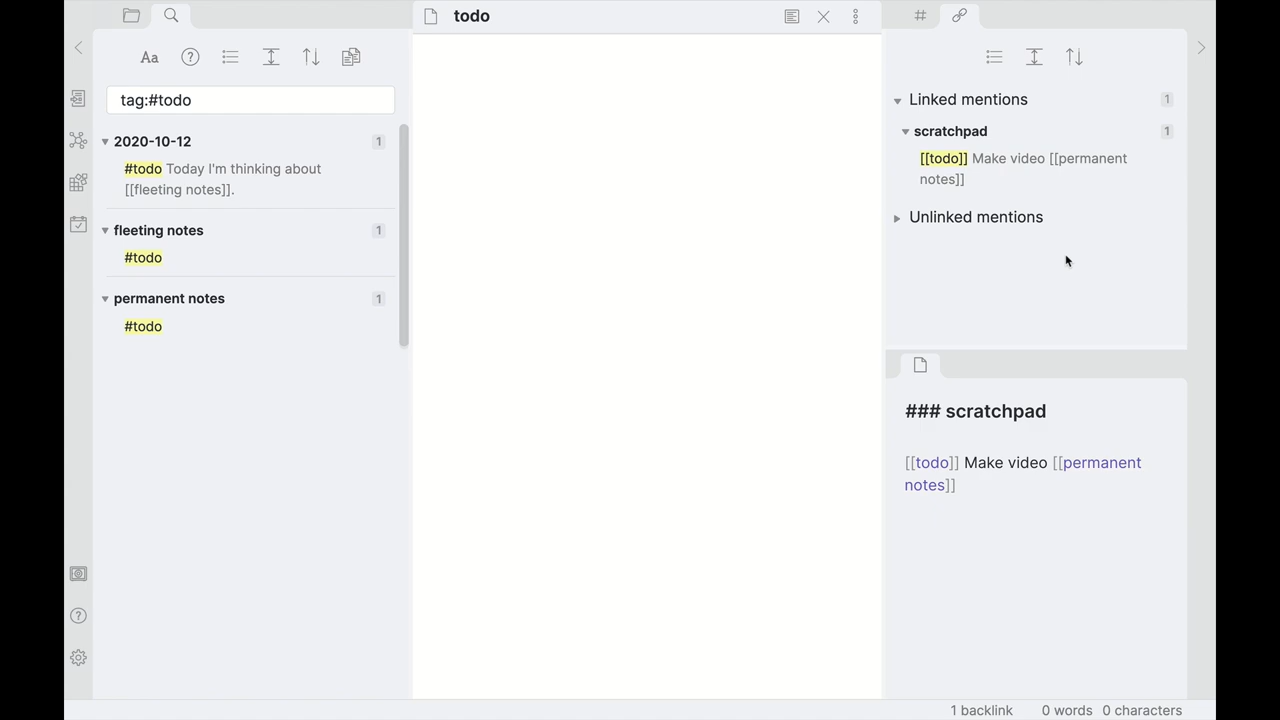 todo
Aa
tag:#todo
2020-10-12 1
#todo Today I'm thinking about
[[fleeting notes]].
fleeting notes 1
#todo
permanent notes 1
#todo
Linked mentions 1
scratchpad 1
[[todo]] Make video [[permanent
notes]]
Unlinked mentions
### scratchpad
[[todo]] Make video [[permanent
notes]]
1 backlink 0 words 0 characters